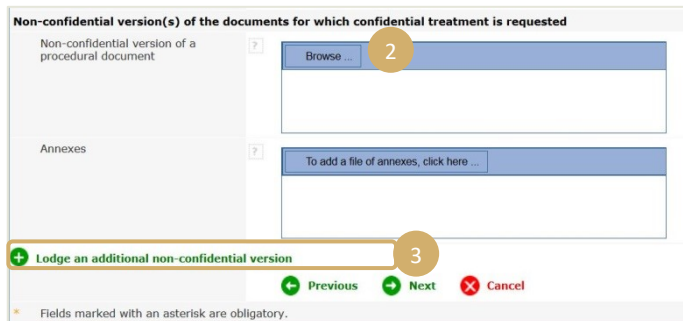 Non-confidential version(s) of the documents for which confidential treatment is requested
Non-confidential version of a
procedural document
?
Browse ...
2
Annexes
?
To add a file of annexes, click here ...
Lodge an additional non-confidential version
3
Previous Next Cancel
* Fields marked with an asterisk are obligatory.